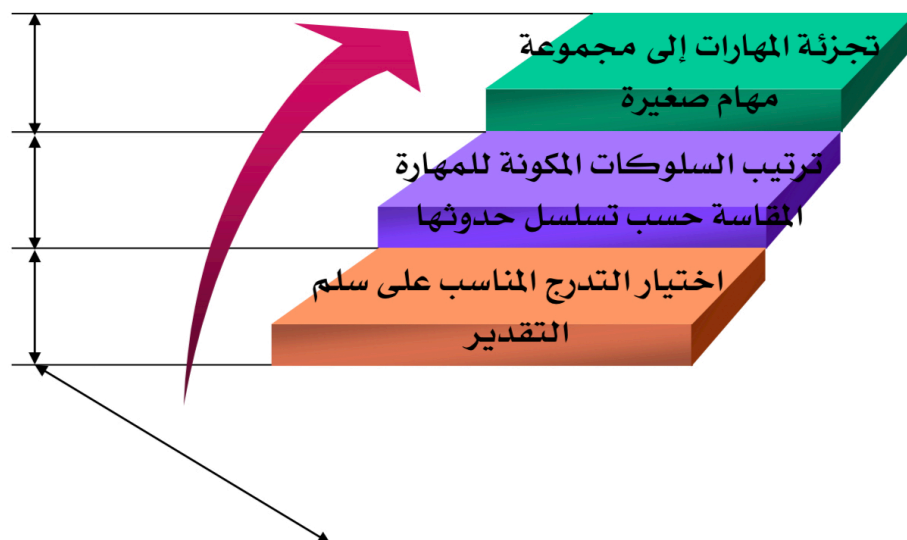 تجزئة المهارات إلى مجموعة
مهام صغيرة
ترتيب السلوكات المكونة للمهارة
المقاسة حسب تسلسل حدوثها
اختيار التدرج المناسب على سلم
التقدير